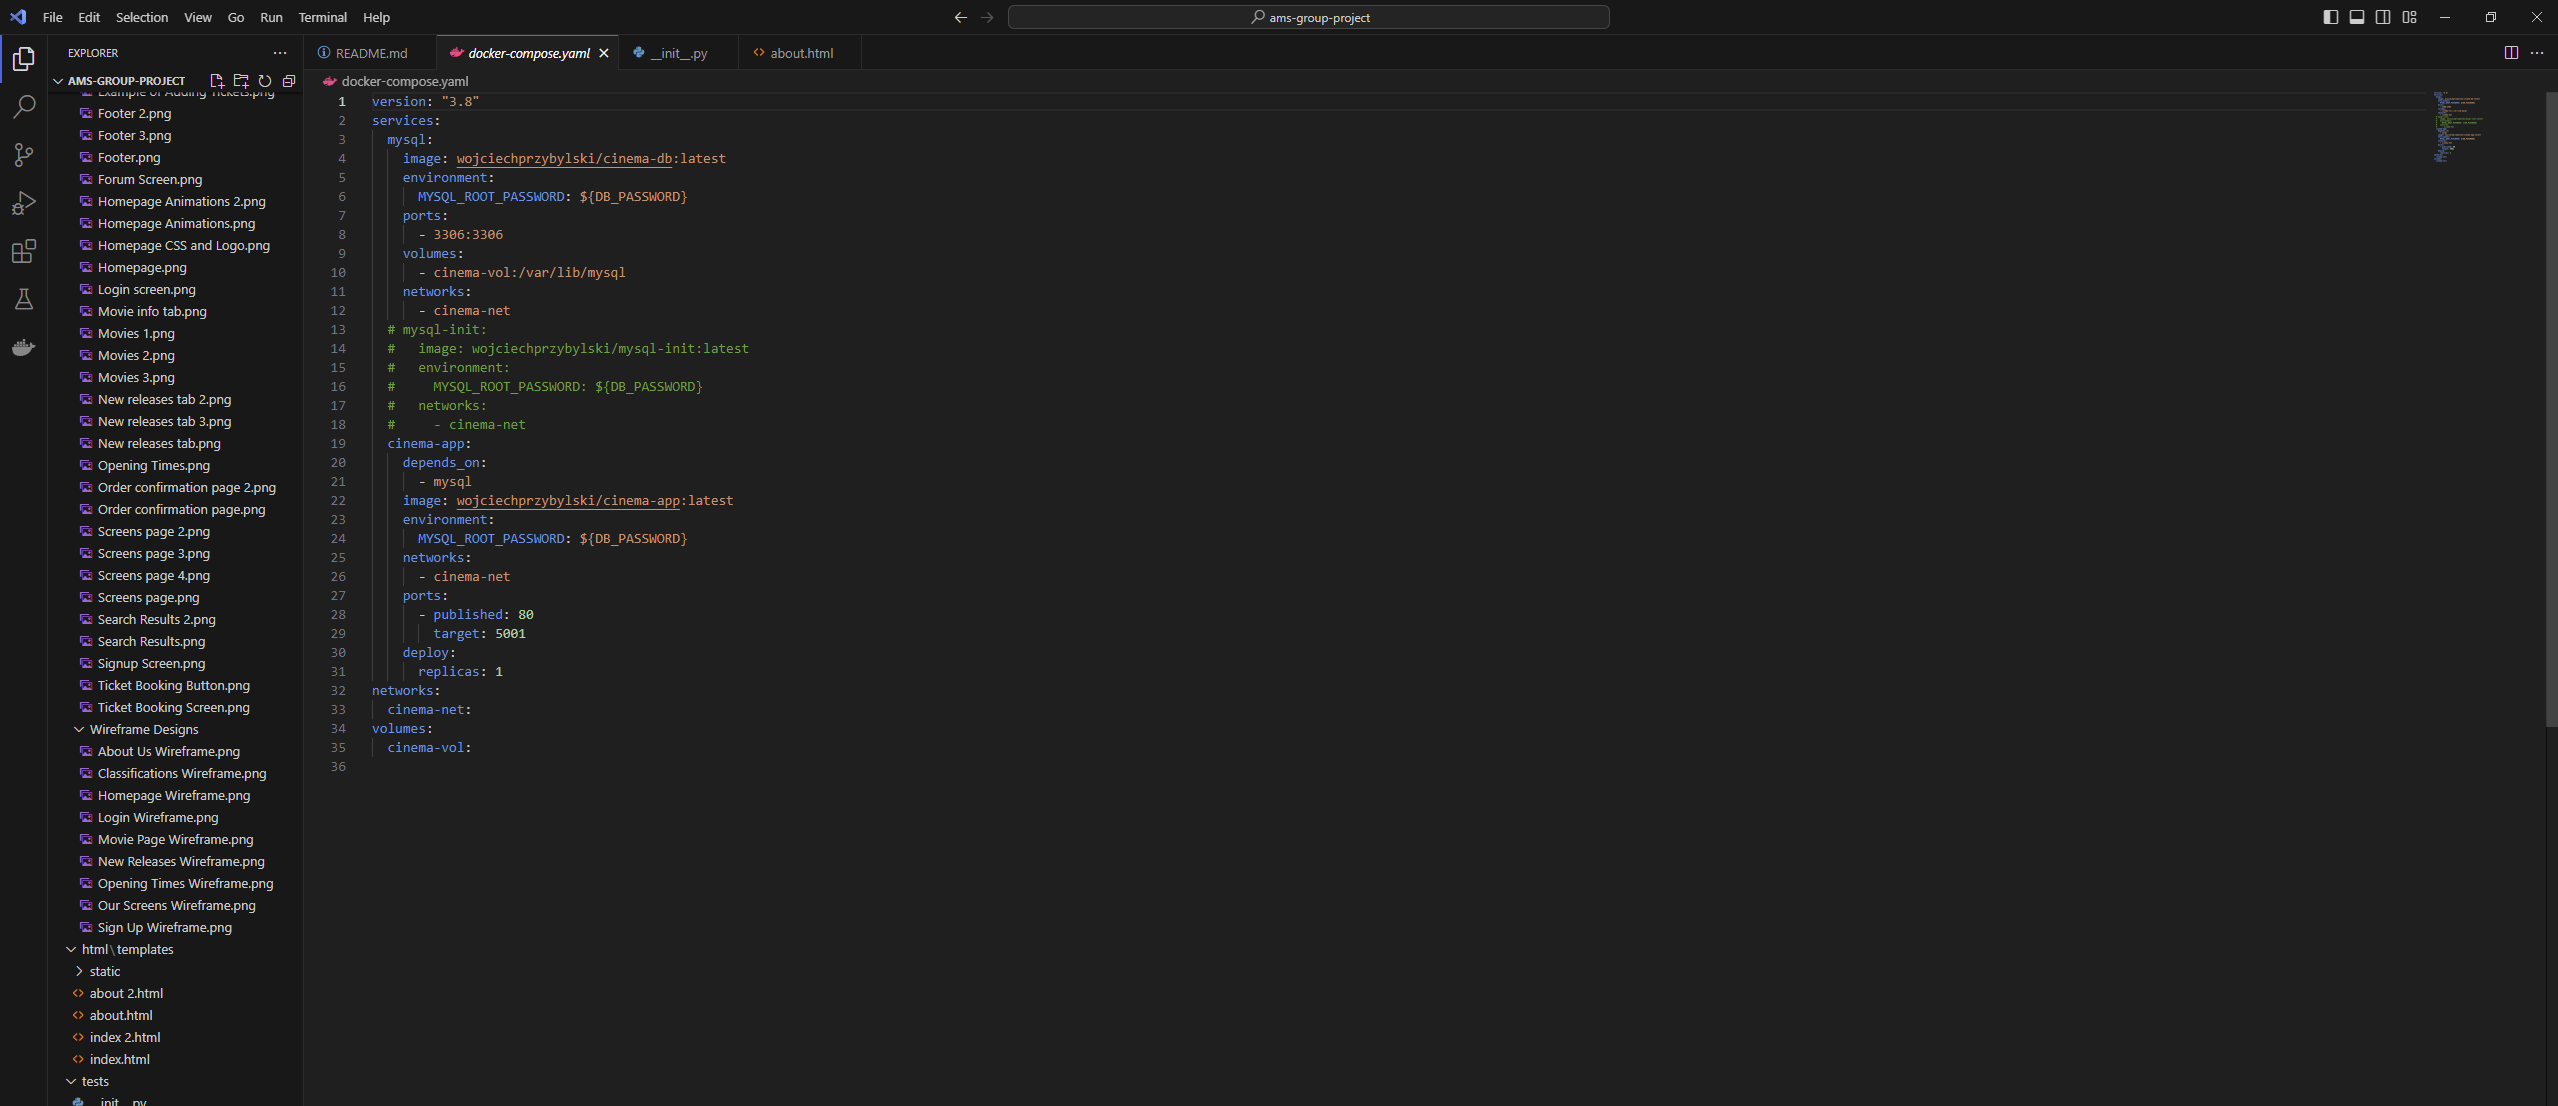 File Edit Selection View Go Run Terminal Help
ams-group-project
EXPLORER
AMS-GROUP-PROJECT
Example of Adding Tickets.png
Footer 2.png
Footer 3.png
Footer.png
Forum Screen.png
Homepage Animations 2.png
Homepage Animations.png
Homepage CSS and Logo.png
Homepage.png
Login screen.png
Movie info tab.png
Movies 1.png
Movies 2.png
Movies 3.png
New releases tab 2.png
New releases tab 3.png
New releases tab.png
Opening Times.png
Order confirmation page 2.png
Order confirmation page.png
Screens page 2.png
Screens page 3.png
Screens page 4.png
Screens page.png
Search Results 2.png
Search Results.png
Signup Screen.png
Ticket Booking Button.png
Ticket Booking Screen.png
Wireframe Designs
About Us Wireframe.png
Classifications Wireframe.png
Homepage Wireframe.png
Login Wireframe.png
Movie Page Wireframe.png
New Releases Wireframe.png
Opening Times Wireframe.png
Our Screens Wireframe.png
Sign Up Wireframe.png
html\templates
static
about 2.html
about.html
index 2.html
index.html
tests
__init__.py
README.md docker-compose.yaml __init__.py about.html
docker-compose.yaml
1 version: "3.8"
2 services:
3   mysql:
4     image: wojciechprzybylski/cinema-db:latest
5     environment:
6       MYSQL_ROOT_PASSWORD: ${DB_PASSWORD}
7     ports:
8       - 3306:3306
9     volumes:
10       - cinema-vol:/var/lib/mysql
11     networks:
12       - cinema-net
13   # mysql-init:
14   #   image: wojciechprzybylski/mysql-init:latest
15   #   environment:
16   #     MYSQL_ROOT_PASSWORD: ${DB_PASSWORD}
17   #   networks:
18   #     - cinema-net
19   cinema-app:
20     depends_on:
21       - mysql
22     image: wojciechprzybylski/cinema-app:latest
23     environment:
24       MYSQL_ROOT_PASSWORD: ${DB_PASSWORD}
25     networks:
26       - cinema-net
27     ports:
28       - published: 80
29         target: 5001
30     deploy:
31       replicas: 1
32 networks:
33   cinema-net:
34 volumes:
35   cinema-vol:
36